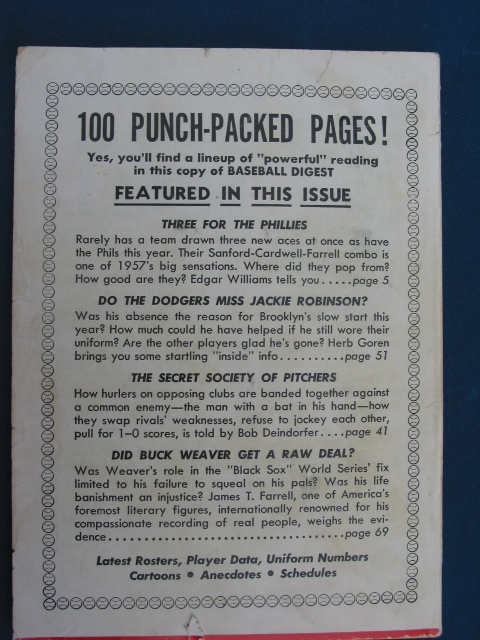 100 PUNCH-PACKED PAGES!
Yes, you'll find a lineup of "powerful" reading
in this copy of BASEBALL DIGEST
FEATURED IN THIS ISSUE
THREE FOR THE PHILLIES
Rarely has a team drawn three new aces at once as have
the Phils this year. Their Sanford-Cardwell-Farrell combo is
one of 1957's big sensations. Where did they pop from?
How good are they? Edgar Williams tells you.....page 5
DO THE DODGERS MISS JACKIE ROBINSON?
Was his absence the reason for Brooklyn's slow start this
year? How much could he have helped if he still wore their
uniform? Are the other players glad he's gone? Herb Goren
brings you some startling "inside" info..........page 51
THE SECRET SOCIETY OF PITCHERS
How hurlers on opposing clubs are banded together against
a common enemy—the man with a bat in his hand—how
they swap rivals' weaknesses, refuse to jockey each other,
pull for 1–0 scores, is told by Bob Deindorfer....page 41
DID BUCK WEAVER GET A RAW DEAL?
Was Weaver's role in the "Black Sox" World Series' fix
limited to his failure to squeal on his pals? Was his life
banishment an injustice? James T. Farrell, one of America's
foremost literary figures, internationally renowned for his
compassionate recording of real people, weighs the evi-
dence....................................page 69
Latest Rosters, Player Data, Uniform Numbers
Cartoons • Anecdotes • Schedules